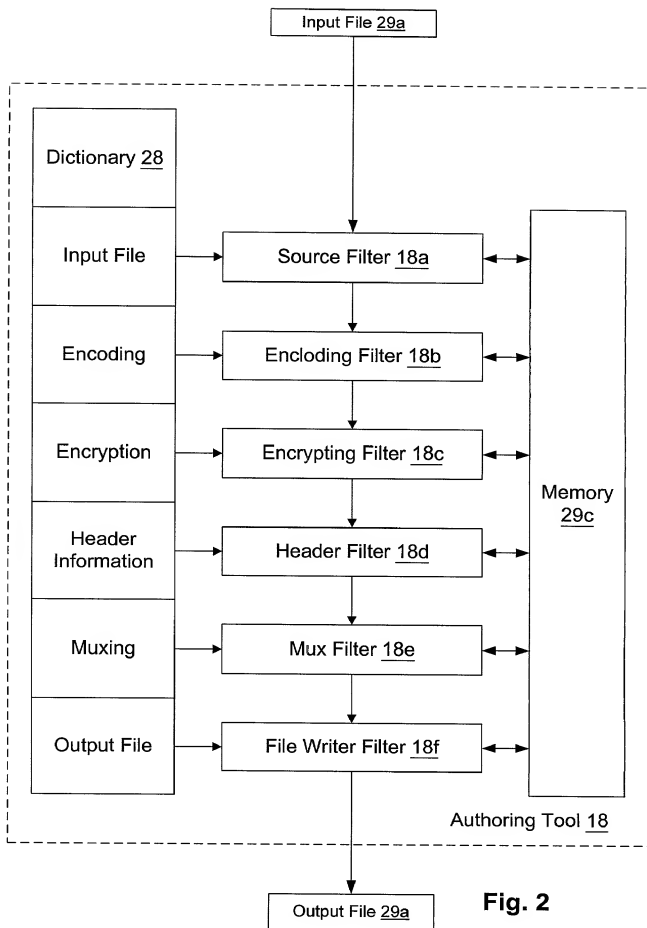 Input File 29a
Dictionary 28
Input File
Source Filter 18a
Encoding
Encloding Filter 18b
Encryption
Encrypting Filter 18c
Memory
29c
Header
Information
Header Filter 18d
Muxing
Mux Filter 18e
Output File
File Writer Filter 18f
Authoring Tool 18
Output File 29a
Fig. 2